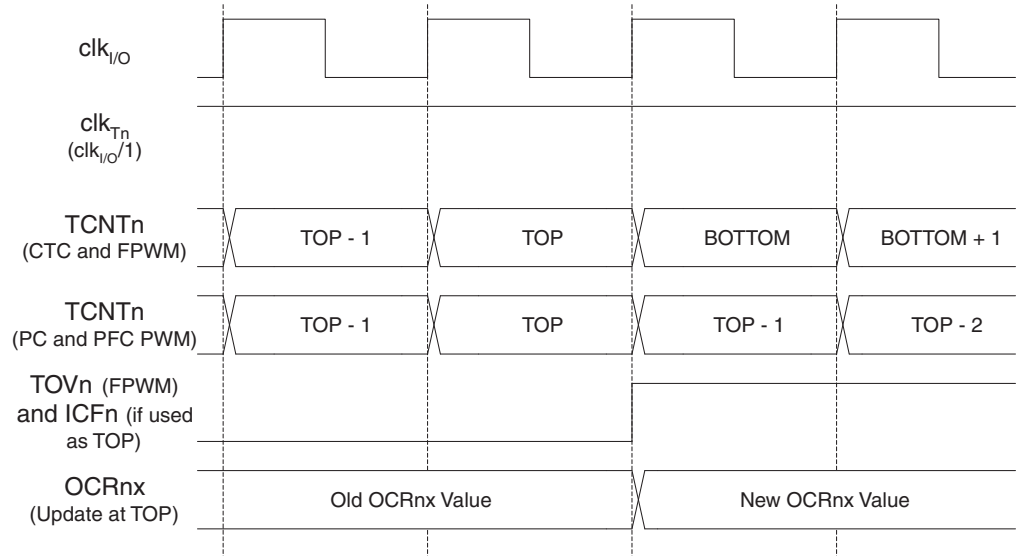 clkI/O
clkTn
(clkI/O/1)
TCNTn
(CTC and FPWM)
TOP - 1
TOP
BOTTOM
BOTTOM + 1
TCNTn
(PC and PFC PWM)
TOP - 1
TOP
TOP - 1
TOP - 2
TOVn (FPWM)
and ICFn (if used
as TOP)
OCRnx
(Update at TOP)
Old OCRnx Value
New OCRnx Value